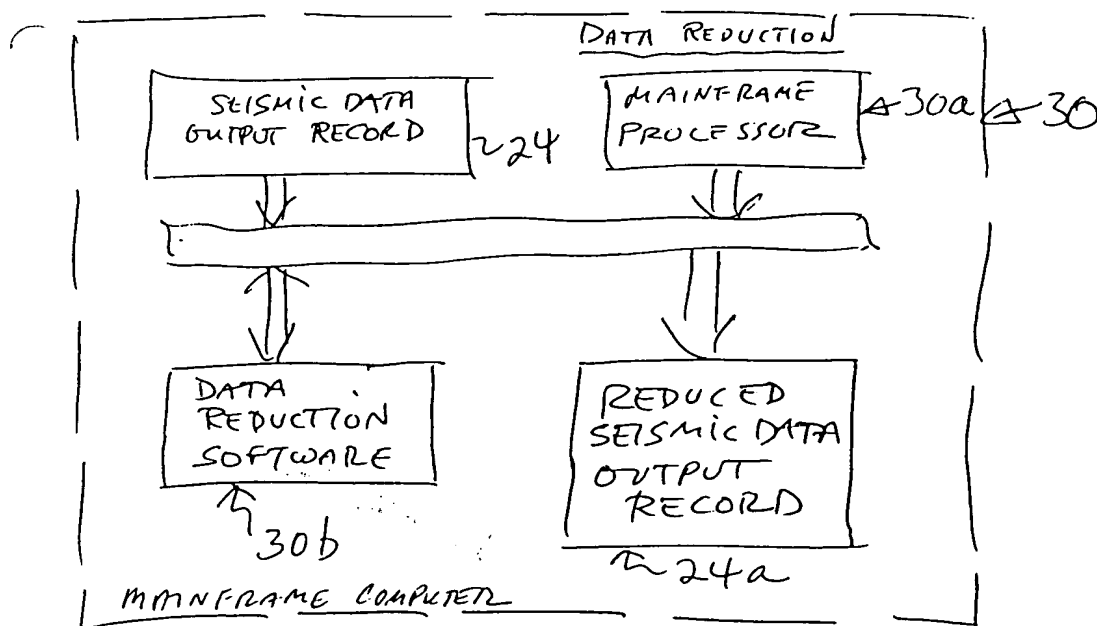 DATA REDUCTION
SEISMIC DATA
OUTPUT RECORD
24
MAINFRAME
PROCESSOR
30a
30
DATA
REDUCTION
SOFTWARE
30b
REDUCED
SEISMIC DATA
OUTPUT
RECORD
24a
MAINFRAME COMPUTER